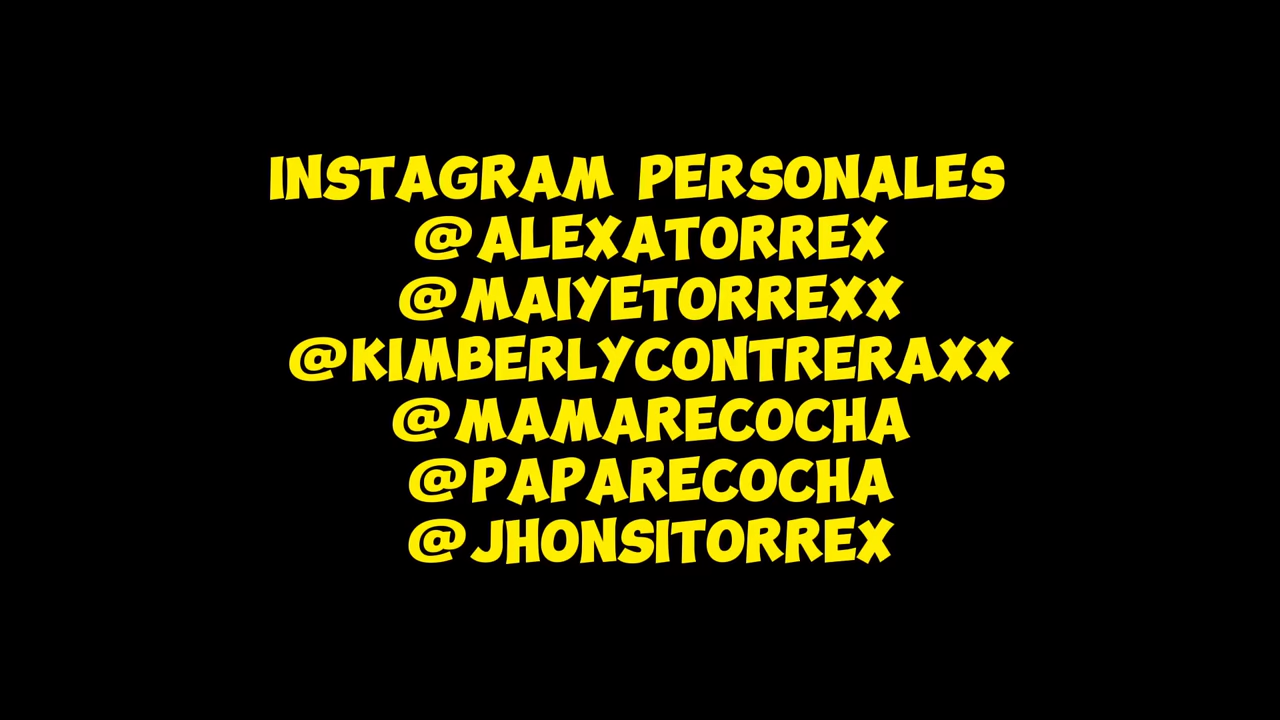 INSTAGRAM PERSONALES
@ALEXATORREX
@MAIYETORREXX
@KIMBERLYCONTRERAXX
@MAMARECOCHA
@PAPARECOCHA
@JHONSITORREX